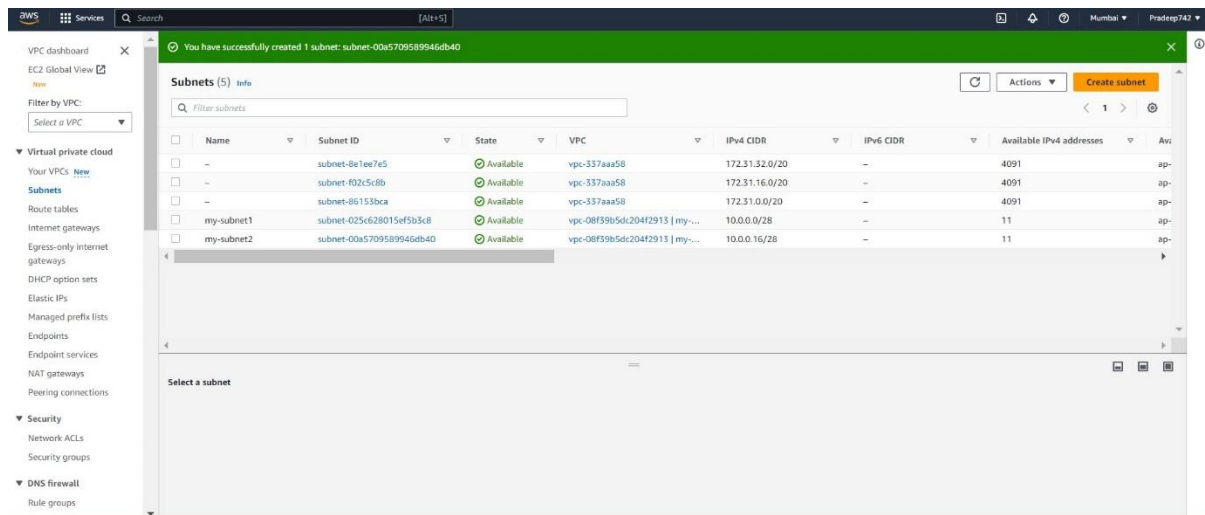 aws Services Search [Alt+S] Mumbai Pradeep742
VPC dashboard
EC2 Global View
New
Filter by VPC:
Select a VPC
Virtual private cloud
Your VPCs New
Subnets
Route tables
Internet gateways
Egress-only internet
gateways
DHCP option sets
Elastic IPs
Managed prefix lists
Endpoints
Endpoint services
NAT gateways
Peering connections
Security
Network ACLs
Security groups
DNS firewall
Rule groups
You have successfully created 1 subnet: subnet-00a5709589946db40
Subnets (5) Info Actions Create subnet
Filter subnets 1
Name Subnet ID State VPC IPv4 CIDR IPv6 CIDR Available IPv4 addresses Ava
– subnet-8e1ee7e5 Available vpc-337aaa58 172.31.32.0/20 – 4091 ap-
– subnet-f02c5c8b Available vpc-337aaa58 172.31.16.0/20 – 4091 ap-
– subnet-86153bca Available vpc-337aaa58 172.31.0.0/20 – 4091 ap-
my-subnet1 subnet-025c628015ef5b3c8 Available vpc-08f39b5dc204f2913 | my-... 10.0.0.0/28 – 11 ap-
my-subnet2 subnet-00a5709589946db40 Available vpc-08f39b5dc204f2913 | my-... 10.0.0.16/28 – 11 ap-
Select a subnet